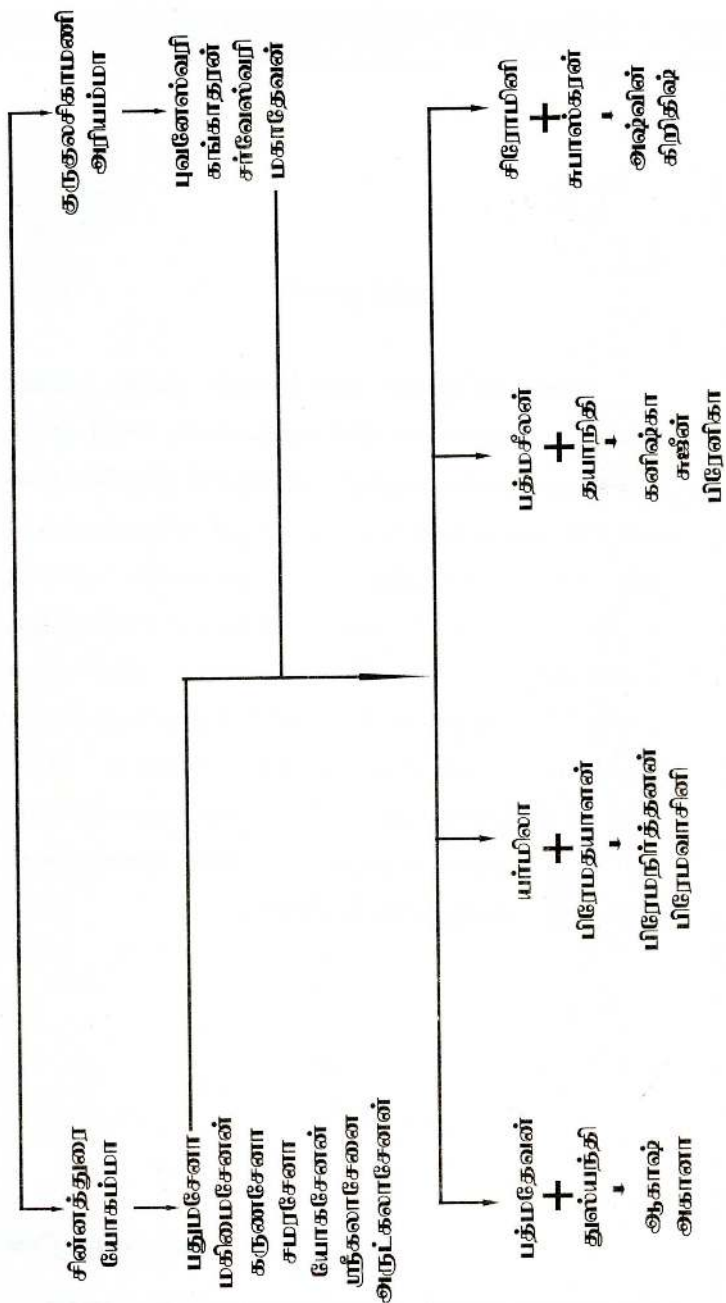 சின்னத்துரை
யோகம்மா
குருகுலசிகாமணி
அரியம்மா
பதுமசேனா
மகிமைசேனன்
கருணசேனா
சமரசேனா
யோகசேனன்
ஸ்ரீகலாசேனை
அருட்கலாசேனன்
புவனேஸ்வரி
கங்காதரன்
சர்வேஸ்வரி
மகாதேவன்
பத்மதேவன்
+
துஸ்யந்தி
ஆகாஷ்
அகானா
யர்மிலா
+
பிரேமதயாளன்
பிரேமநிர்த்தனன்
பிரேமவாசினி
பத்மசீலன்
+
தயாநிதி
கனிஷ்கா
சுஜீன்
பிரேனிகா
சிரோமினி
+
சுபாஸ்கரன்
அஷ்வின்
கிறிதிஷ்